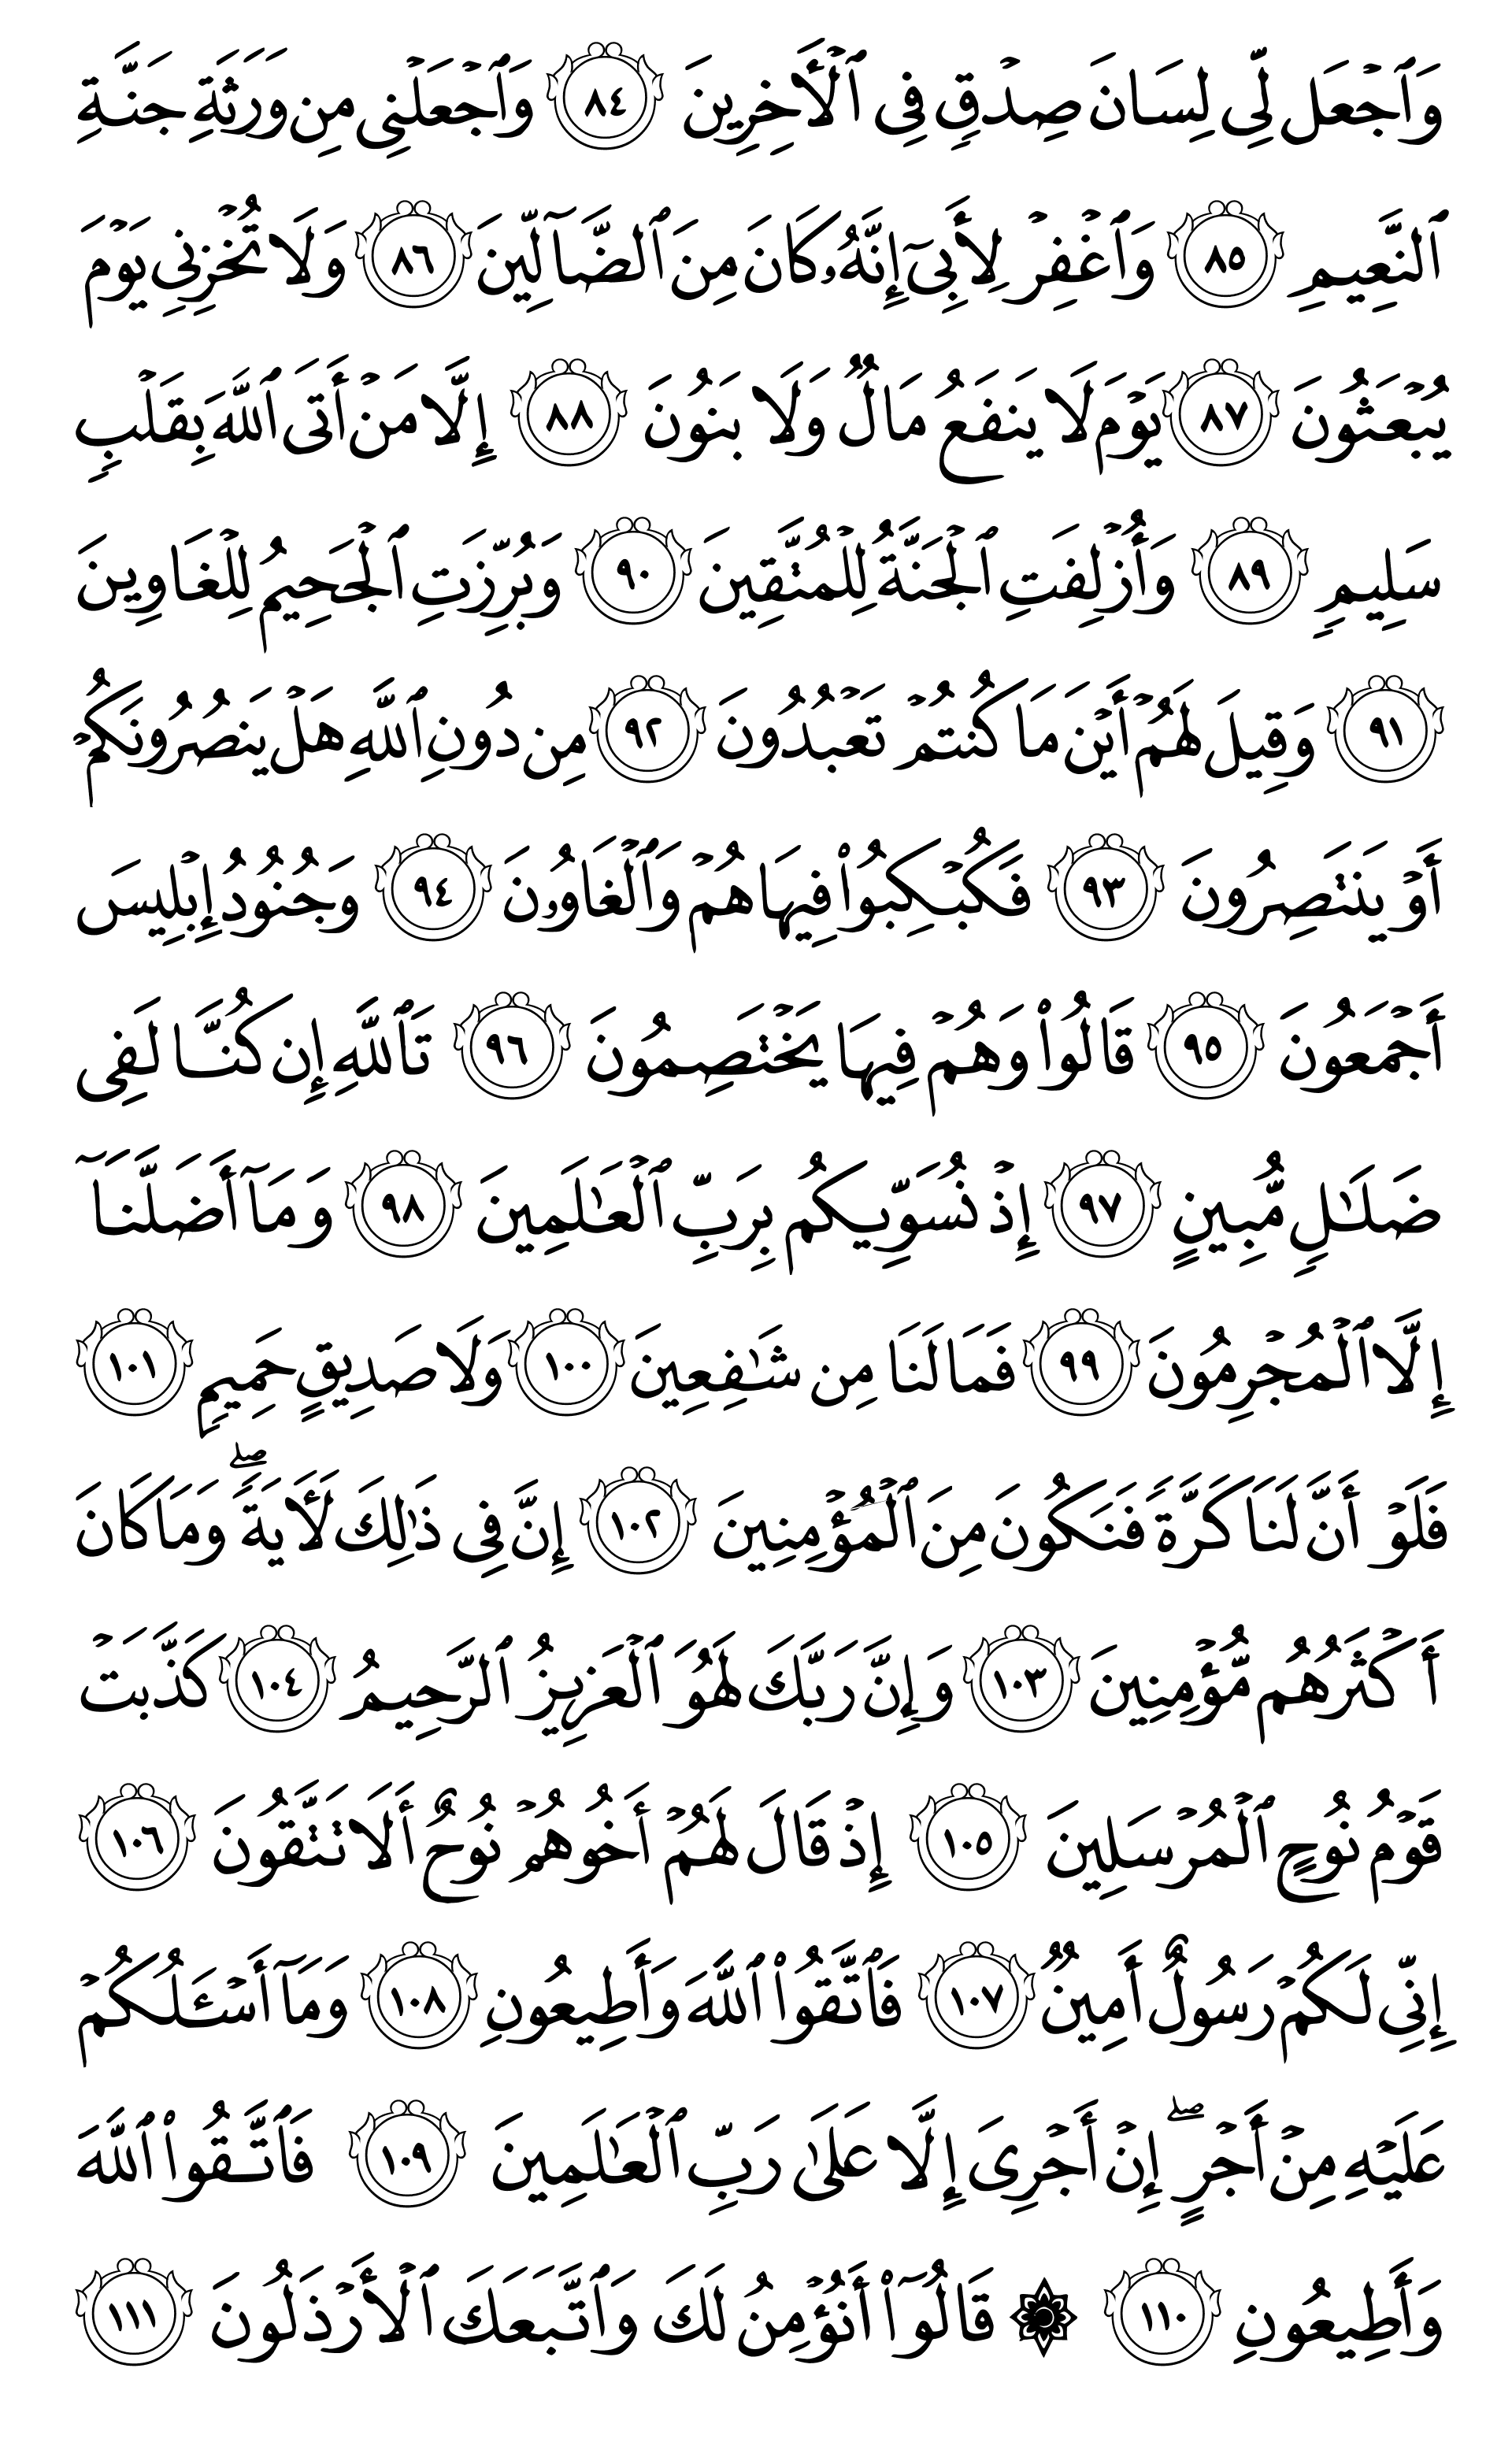 وَٱجۡعَل لِّي لِسَانَ صِدۡقٖ فِي ٱلۡأٓخِرِينَ ٨٤ وَٱجۡعَلۡنِي مِن وَرَثَةِ جَنَّةِ
ٱلنَّعِيمِ ٨٥ وَٱغۡفِرۡ لِأَبِيٓ إِنَّهُۥ كَانَ مِنَ ٱلضَّآلِّينَ ٨٦ وَلَا تُخۡزِنِي يَوۡمَ
يُبۡعَثُونَ ٨٧ يَوۡمَ لَا يَنفَعُ مَالٞ وَلَا بَنُونَ ٨٨ إِلَّا مَنۡ أَتَى ٱللَّهَ بِقَلۡبٖ
سَلِيمٖ ٨٩ وَأُزۡلِفَتِ ٱلۡجَنَّةُ لِلۡمُتَّقِينَ ٩٠ وَبُرِّزَتِ ٱلۡجَحِيمُ لِلۡغَاوِينَ
٩١ وَقِيلَ لَهُمۡ أَيۡنَ مَا كُنتُمۡ تَعۡبُدُونَ ٩٢ مِن دُونِ ٱللَّهِ هَلۡ يَنصُرُونَكُمۡ
أَوۡ يَنتَصِرُونَ ٩٣ فَكُبۡكِبُواْ فِيهَا هُمۡ وَٱلۡغَاوُۥنَ ٩٤ وَجُنُودُ إِبۡلِيسَ
أَجۡمَعُونَ ٩٥ قَالُواْ وَهُمۡ فِيهَا يَخۡتَصِمُونَ ٩٦ تَٱللَّهِ إِن كُنَّا لَفِي
ضَلَٰلٖ مُّبِينٍ ٩٧ إِذۡ نُسَوِّيكُم بِرَبِّ ٱلۡعَٰلَمِينَ ٩٨ وَمَآ أَضَلَّنَآ
إِلَّا ٱلۡمُجۡرِمُونَ ٩٩ فَمَا لَنَا مِن شَٰفِعِينَ ١٠٠ وَلَا صَدِيقٍ حَمِيمٖ ١٠١
فَلَوۡ أَنَّ لَنَا كَرَّةٗ فَنَكُونَ مِنَ ٱلۡمُؤۡمِنِينَ ١٠٢ إِنَّ فِي ذَٰلِكَ لَأٓيَةٗۖ وَمَا كَانَ
أَكۡثَرُهُم مُّؤۡمِنِينَ ١٠٣ وَإِنَّ رَبَّكَ لَهُوَ ٱلۡعَزِيزُ ٱلرَّحِيمُ ١٠٤ كَذَّبَتۡ
قَوۡمُ نُوحٍ ٱلۡمُرۡسَلِينَ ١٠٥ إِذۡ قَالَ لَهُمۡ أَخُوهُمۡ نُوحٌ أَلَا تَتَّقُونَ ١٠٦
إِنِّي لَكُمۡ رَسُولٌ أَمِينٞ ١٠٧ فَٱتَّقُواْ ٱللَّهَ وَأَطِيعُونِ ١٠٨ وَمَآ أَسۡـَٔلُكُمۡ
عَلَيۡهِ مِنۡ أَجۡرٍۖ إِنۡ أَجۡرِيَ إِلَّا عَلَىٰ رَبِّ ٱلۡعَٰلَمِينَ ١٠٩ فَٱتَّقُواْ ٱللَّهَ
وَأَطِيعُونِ ١١٠ ۞ قَالُوٓاْ أَنُؤۡمِنُ لَكَ وَٱتَّبَعَكَ ٱلۡأَرۡذَلُونَ ١١١